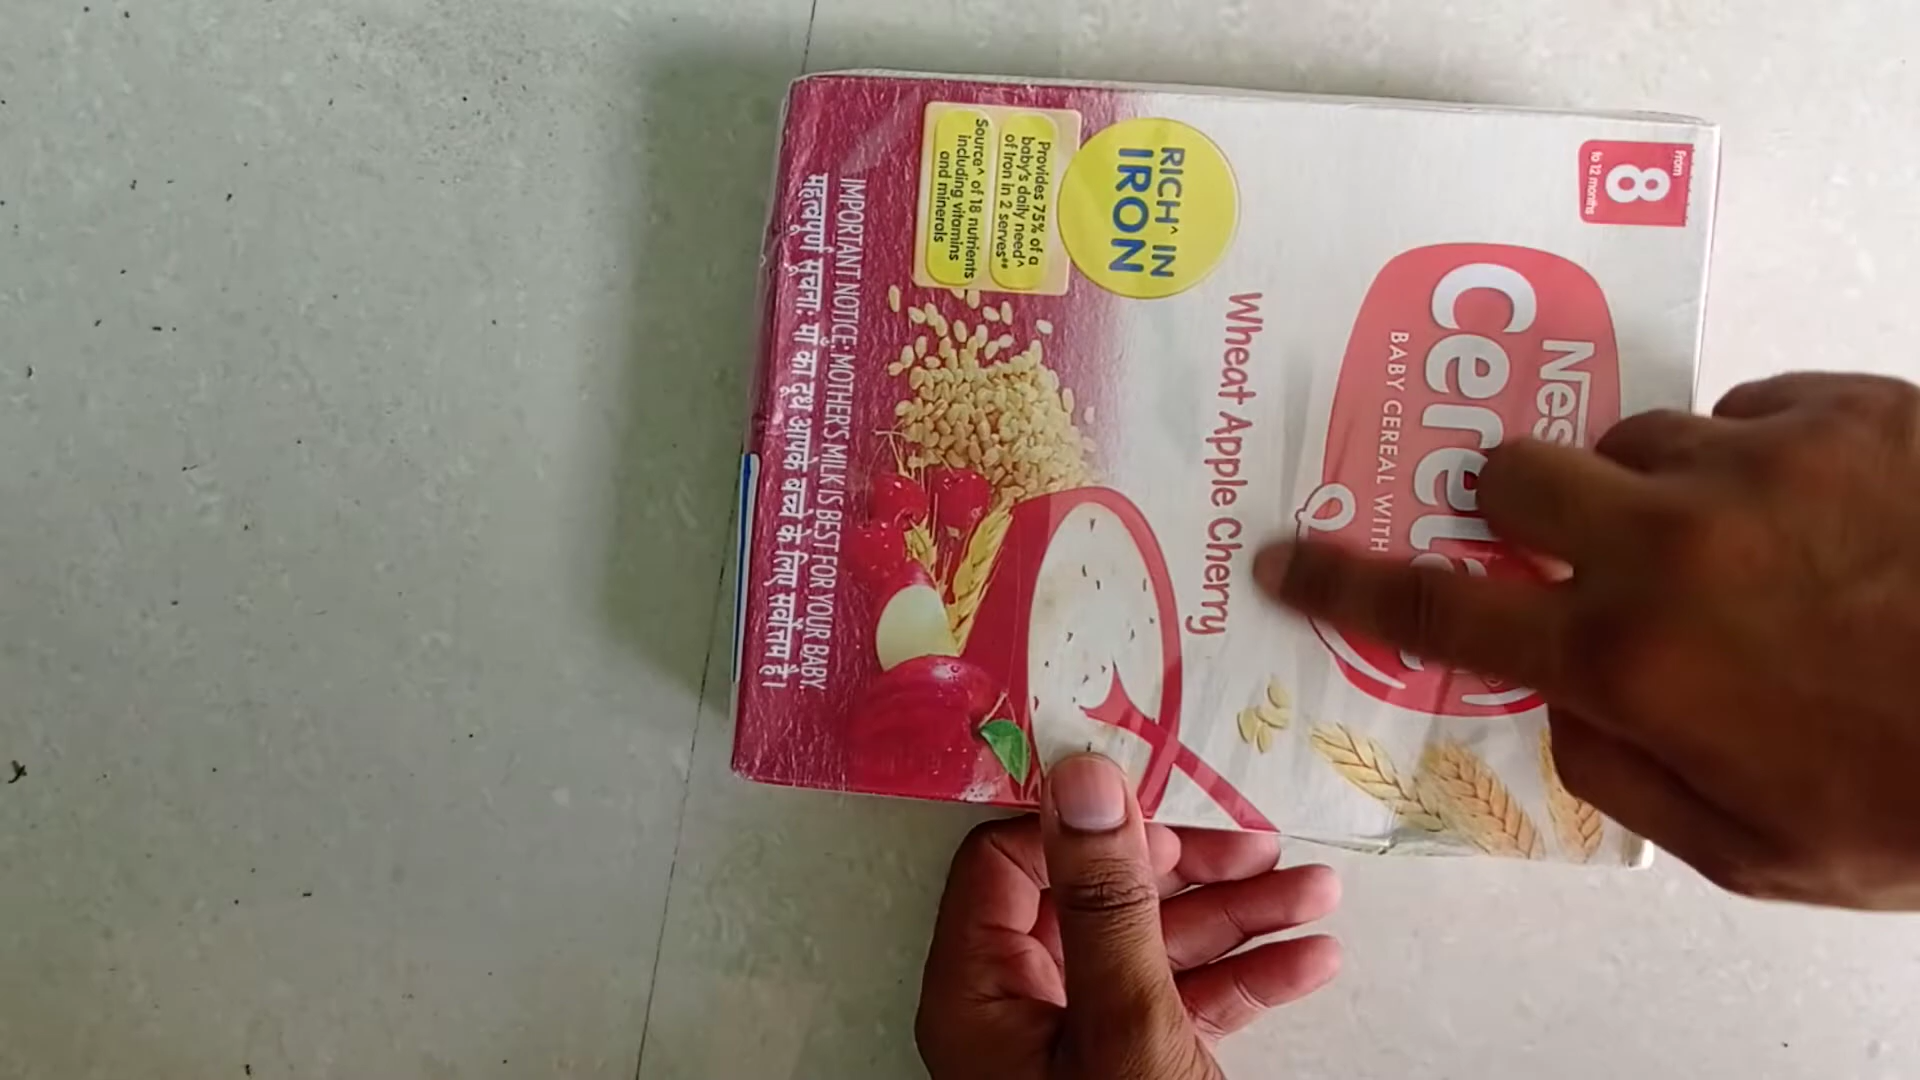 From
8
to 12 months
BABY CEREAL WITH
Wheat Apple Cherry
RICH^ IN
IRON
Provides 75% of a
baby's daily need^
of Iron in 2 serves**
Source^ of 18 nutrients
including vitamins
and minerals
IMPORTANT NOTICE: MOTHER'S MILK IS BEST FOR YOUR BABY.
महत्वपूर्ण सूचना: माँ का दूध आपके बच्चे के लिए सर्वोत्तम है।